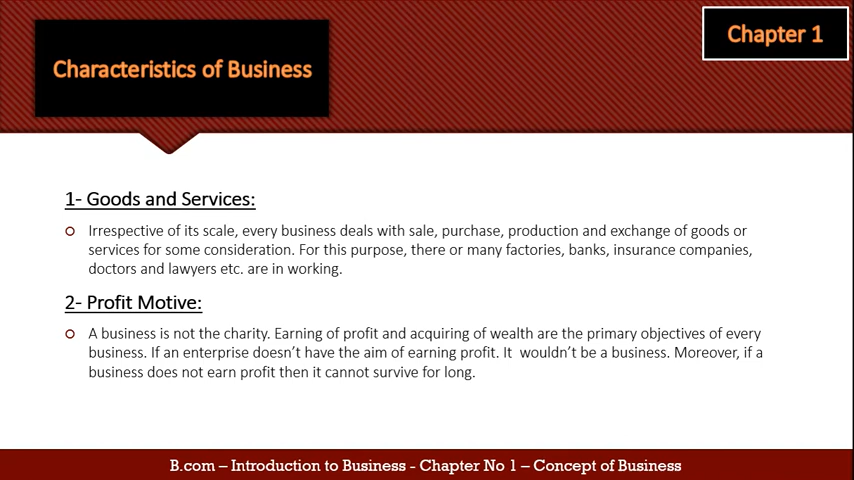 Chapter 1
Characteristics of Business
1- Goods and Services:
Irrespective of its scale, every business deals with sale, purchase, production and exchange of goods or
services for some consideration. For this purpose, there or many factories, banks, insurance companies,
doctors and lawyers etc. are in working.
2- Profit Motive:
A business is not the charity. Earning of profit and acquiring of wealth are the primary objectives of every
business. If an enterprise doesn’t have the aim of earning profit. It  wouldn’t be a business. Moreover, if a
business does not earn profit then it cannot survive for long.
B.com – Introduction to Business - Chapter No 1 – Concept of Business